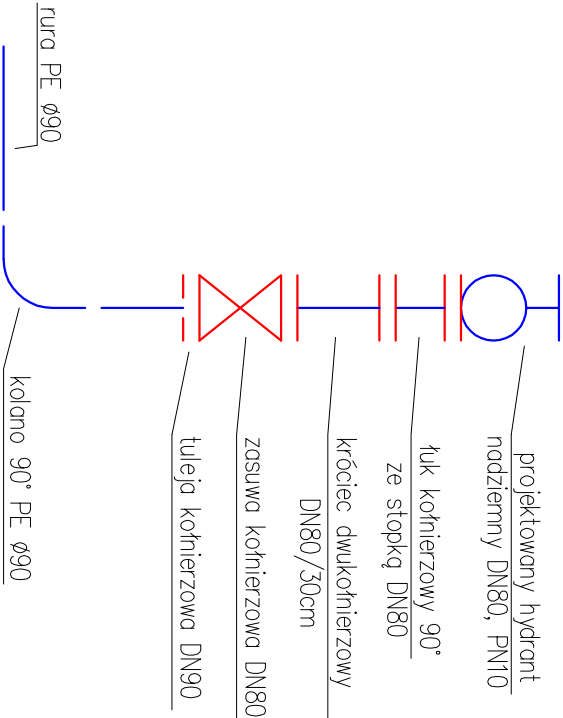 rura PE ø90
kolano 90° PE ø90
tuleja kołnierzowa DN90
zasuwa kołnierzowa DN80
króciec dwukołnierzowy
DN80/30cm
łuk kołnierzowy 90°
ze stopką DN80
projektowany hydrant
nadziemny DN80, PN10